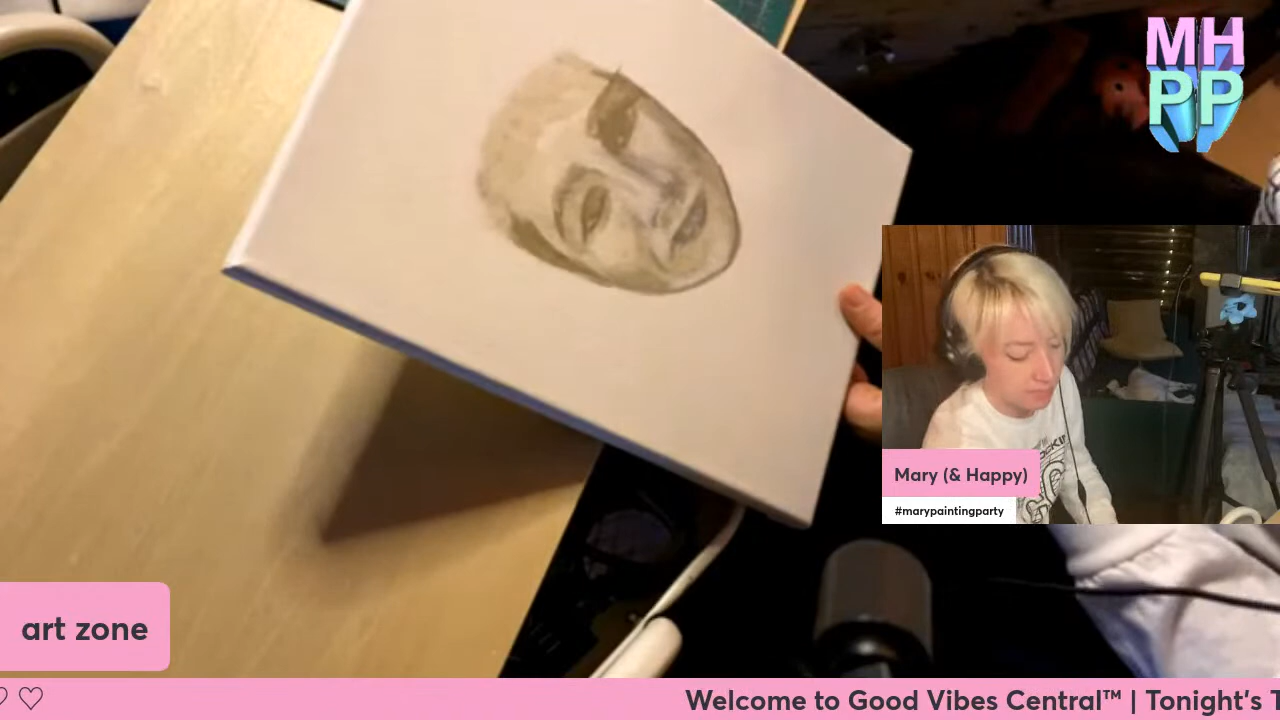 MH
PP
Mary (& Happy)
#marypaintingparty
art zone
♡ ♡
Welcome to Good Vibes Central™ | Tonight's T